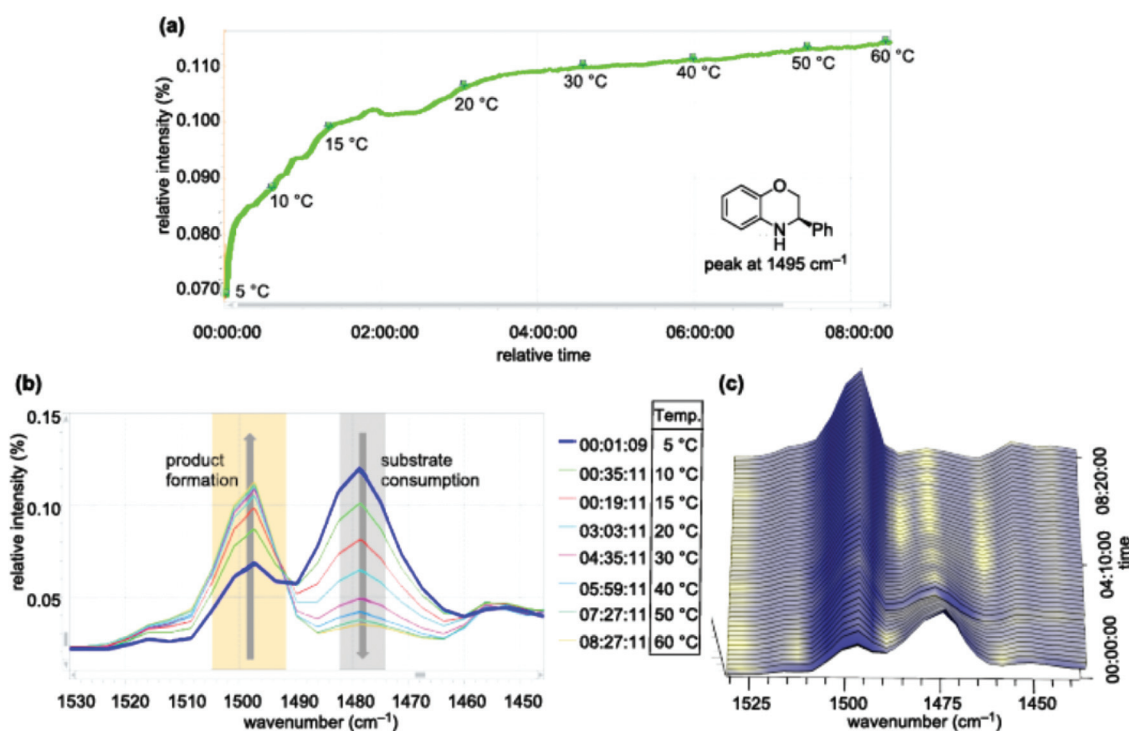 (a)
relative intensity (%)
0.110
0.100
0.090
0.080
0.070
5 °C
10 °C
15 °C
20 °C
30 °C
40 °C
50 °C
60 °C
O
N
H
Ph
peak at 1495 cm⁻¹
00:00:00 02:00:00 04:00:00 06:00:00 08:00:00
relative time
(b)
relative intensity (%)
0.15
0.10
0.05
product
formation
substrate
consumption
1530 1520 1510 1500 1490 1480 1470 1460 1450
wavenumber (cm⁻¹)
Temp.
00:01:09 5 °C
00:35:11 10 °C
00:19:11 15 °C
03:03:11 20 °C
04:35:11 30 °C
05:59:11 40 °C
07:27:11 50 °C
08:27:11 60 °C
(c)
1525 1500 1475 1450
wavenumber (cm⁻¹)
00:00:00
04:10:00
08:20:00
time